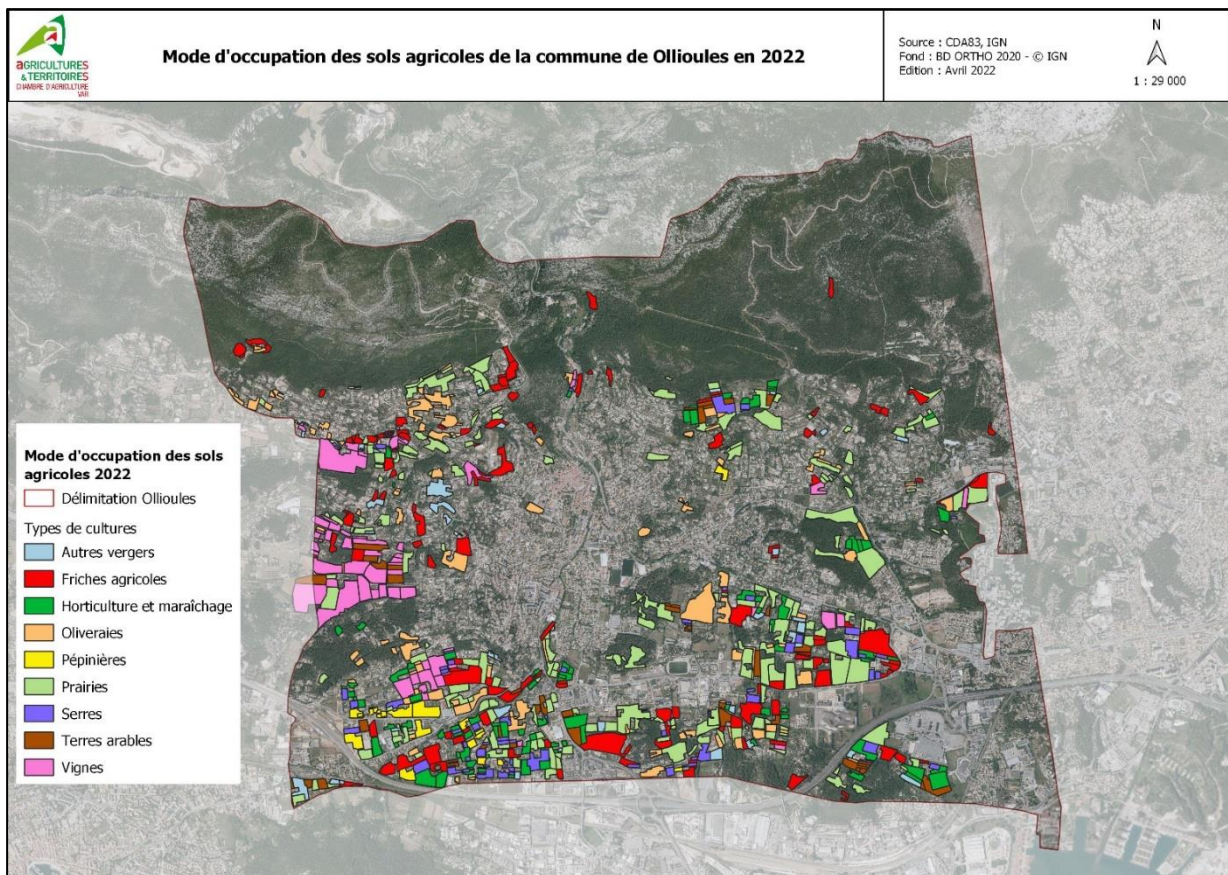 AGRICULTURES
& TERRITOIRES
CHAMBRE D'AGRICULTURE
VAR
Mode d'occupation des sols agricoles de la commune de Ollioules en 2022
Source : CDA83, IGN
Fond : BD ORTHO 2020 - © IGN
Edition : Avril 2022
N
1 : 29 000
Mode d'occupation des sols
agricoles 2022
Délimitation Ollioules
Types de cultures
Autres vergers
Friches agricoles
Horticulture et maraîchage
Oliveraies
Pépinières
Prairies
Serres
Terres arables
Vignes